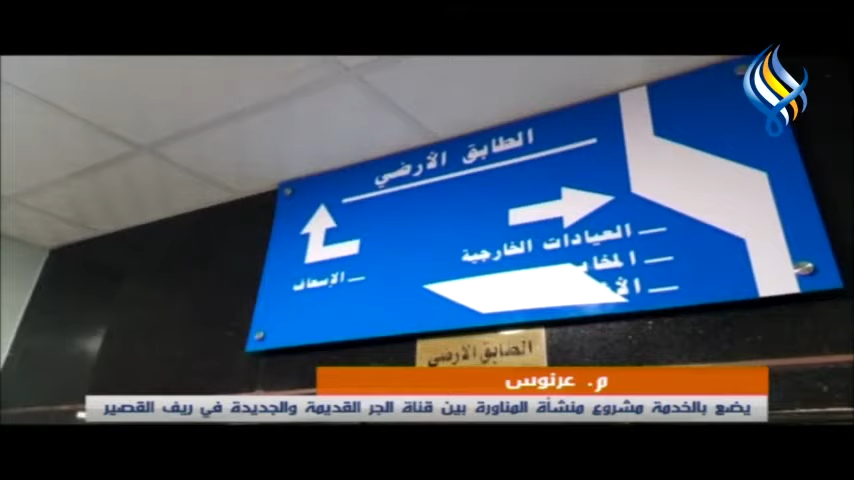 الطابق الأرضي
الإسعاف
العيادات الخارجية
الطابق الارضي
م. عرنوس
يضع بالخدمة مشروع منشأة المناورة بين قناة الجر القديمة والجديدة في ريف القصير